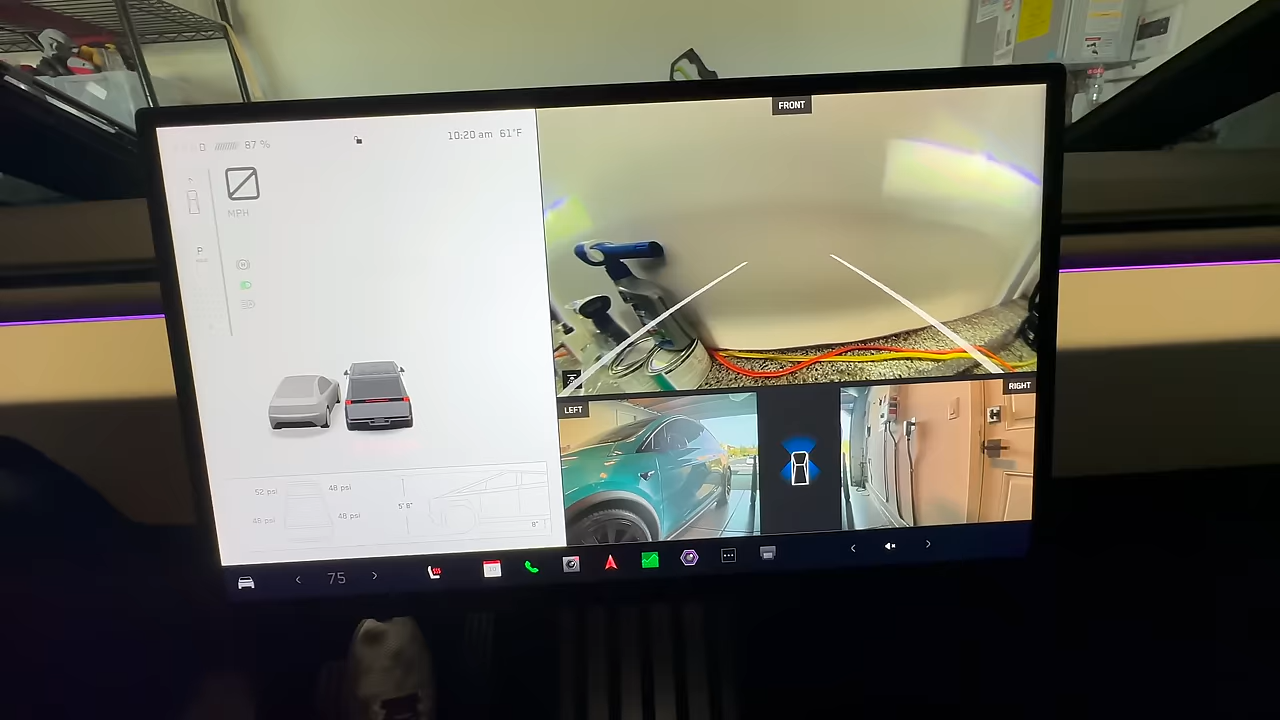 87 %
10:20 am 61°F
MPH
P
52 psi
48 psi
48 psi
48 psi
5'8"
8"
FRONT
LEFT
RIGHT
75